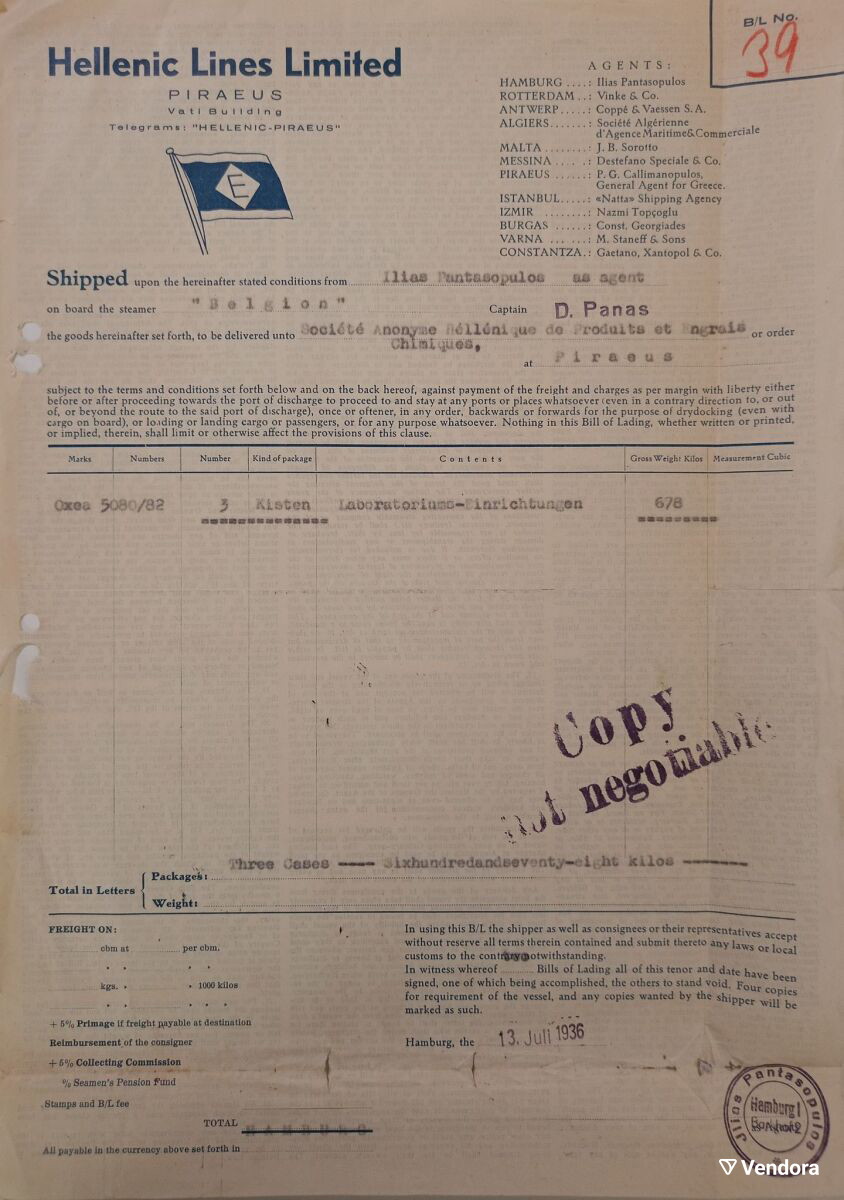 B/L No.
39
Hellenic Lines Limited
PIRAEUS
Vati Building
Telegrams: "HELLENIC-PIRAEUS"
E
AGENTS:
HAMBURG ....: Ilias Pantasopulos
ROTTERDAM ..: Vinke & Co.
ANTWERP .....: Coppé & Vaessen S. A.
ALGIERS.......: Société Algérienne
d'Agence Maritime&Commerciale
MALTA ........: J. B. Sorotto
MESSINA .....: Destefano Speciale & Co.
PIRAEUS ......: P. G. Callimanopulos,
General Agent for Greece.
ISTANBUL.....: «Natta» Shipping Agency
IZMIR ........: Nazmi Topçoglu
BURGAS ......: Const. Georgiades
VARNA ... ...: M. Staneff & Sons
CONSTANTZA.: Gaetano, Xantopol & Co.
Shipped upon the hereinafter stated conditions from Ilias Pantasopulos as agent
on board the steamer "Belgion" Captain D. Panas
the goods hereinafter set forth, to be delivered unto Société Anonyme Hélléni­que de Produits et Engrais or order
Chimiques,
at Piraeus
subject to the terms and conditions set forth below and on the back hereof, against payment of the freight and charges as per margin with liberty either
before or after proceeding towards the port of discharge to proceed to and stay at any ports or places whatsoever (even in a contrary direction to, or out
of, or beyond the route to the said port of discharge), once or oftener, in any order, backwards or forwards for the purpose of drydocking (even with
cargo on board), or loading or landing cargo or passengers, or for any purpose whatsoever. Nothing in this Bill of Lading, whether written or printed,
or implied, therein, shall limit or otherwise affect the provisions of this clause.
Marks Numbers Number Kind of package Contents Gross Weight Kilos Measurement Cubic
Oxea 5080/82 3 Kisten Laboratoriums-Einrichtungen 678
Copy
not negotiable
Three Cases ---- Sixhundredandseventy-eight kilos -------
Total in Letters
Packages:
Weight:
FREIGHT ON:
cbm at per cbm.
" " " "
kgs. " " 1000 kilos
" " " " "
+ 5% Primage if freight payable at destination
Reimbursement of the consigner
+ 5% Collecting Commission
% Seamen's Pension Fund
Stamps and B/L fee
TOTAL HAMBURG
All payable in the currency above set forth in
In using this B/L the shipper as well as consignees or their representatives accept
without reserve all terms therein contained and submit thereto any laws or local
customs to the contrary notwithstanding.
In witness whereof Bills of Lading all of this tenor and date have been
signed, one of which being accomplished, the others to stand void. Four copies
for requirement of the vessel, and any copies wanted by the shipper will be
marked as such.
Hamburg, the 13. Juli 1936
Ilias Pantasopulos
Hamburg 1
Vendora